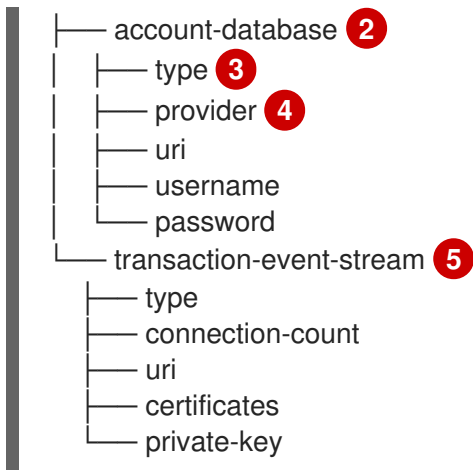 ├── account-database 2
│ ├── type 3
│ ├── provider 4
│ ├── uri
│ ├── username
│ └── password
└── transaction-event-stream 5
├── type
├── connection-count
├── uri
├── certificates
└── private-key